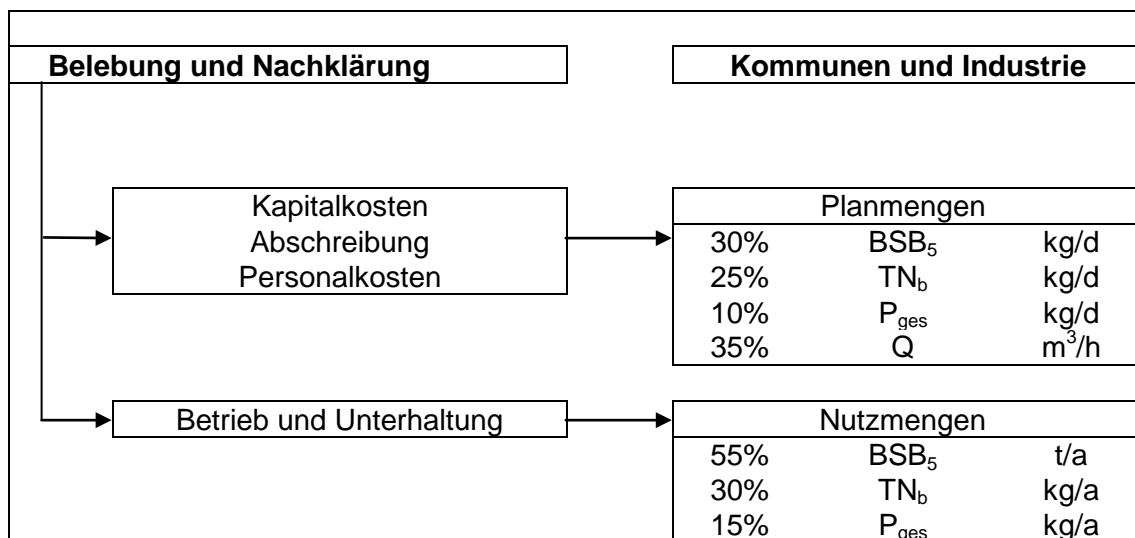 Belebung und Nachklärung
Kommunen und Industrie
Kapitalkosten
Abschreibung
Personalkosten
Planmengen
30% BSB₅ kg/d
25% TNb kg/d
10% Pges kg/d
35% Q m³/h
Betrieb und Unterhaltung
Nutzmengen
55% BSB₅ t/a
30% TNb kg/a
15% Pges kg/a